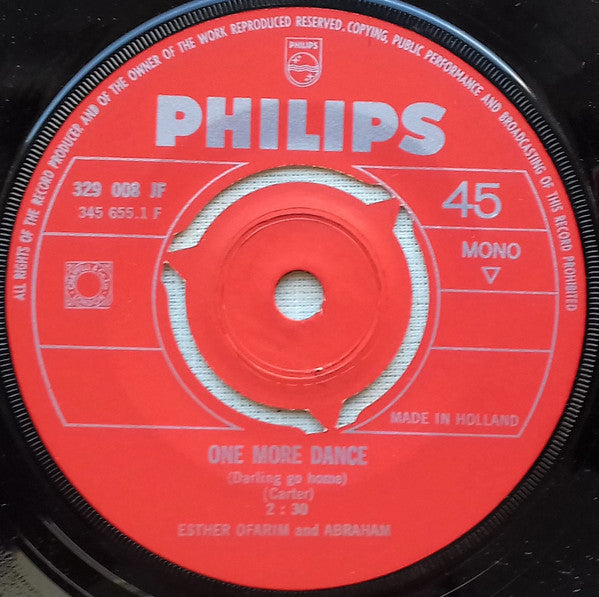 ALL RIGHTS OF THE RECORD PRODUCER AND OF THE OWNER OF THE WORK REPRODUCED RESERVED. COPYING, PUBLIC PERFORMANCE AND BROADCASTING OF THIS RECORD PROHIBITED
PHILIPS
PHILIPS
329 008 JF
345 655.1 F
45
MONO
MADE IN HOLLAND
ONE MORE DANCE
(Darling go home)
(Carter)
2 : 30
ESTHER OFARIM and ABRAHAM